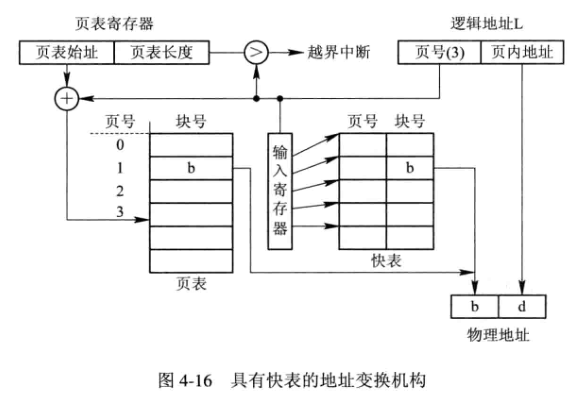 页表寄存器
逻辑地址L
页表始址 页表长度 > 越界中断 页号(3) 页内地址
+
页号 块号 页号 块号
0
1 b b
2
3
输入寄存器
快表
页表
b d
物理地址
图 4-16 具有快表的地址变换机构